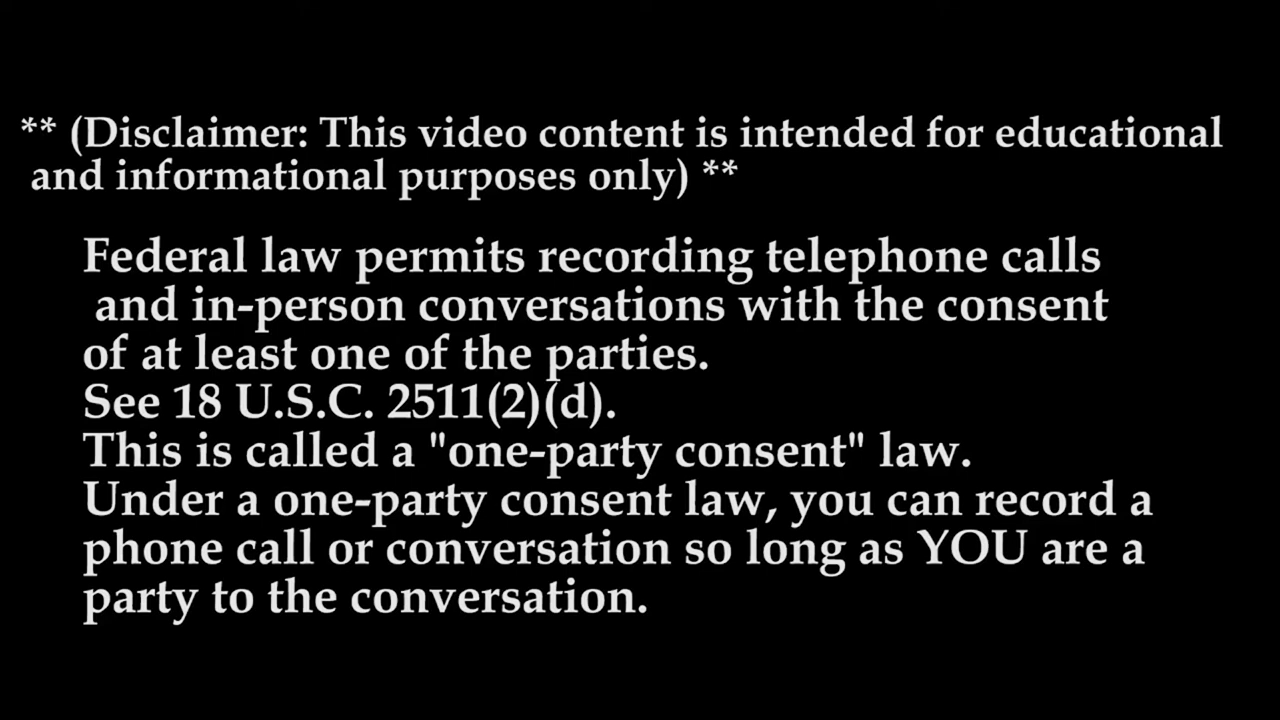 ** (Disclaimer: This video content is intended for educational
and informational purposes only) **
Federal law permits recording telephone calls
and in-person conversations with the consent
of at least one of the parties.
See 18 U.S.C. 2511(2)(d).
This is called a "one-party consent" law.
Under a one-party consent law, you can record a
phone call or conversation so long as YOU are a
party to the conversation.